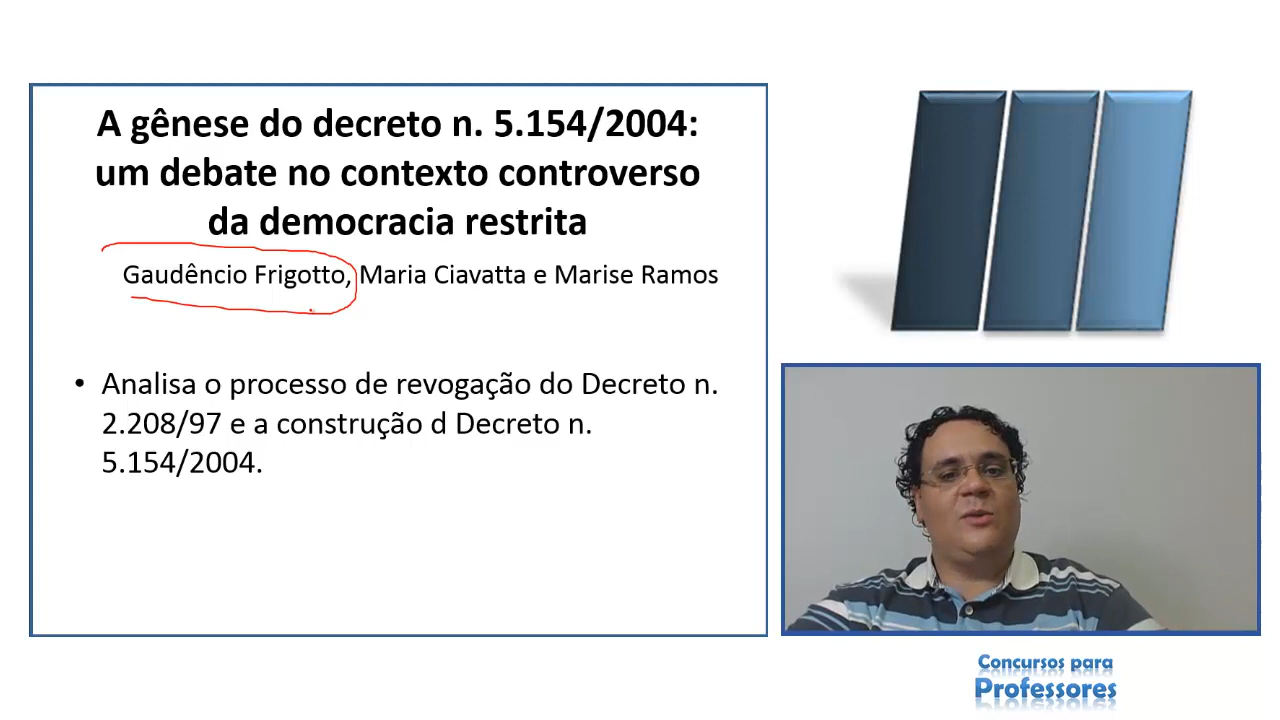 A gênese do decreto n. 5.154/2004:
um debate no contexto controverso
da democracia restrita
Gaudêncio Frigotto, Maria Ciavatta e Marise Ramos
• Analisa o processo de revogação do Decreto n.
2.208/97 e a construção d Decreto n.
5.154/2004.
Concursos para
Professores